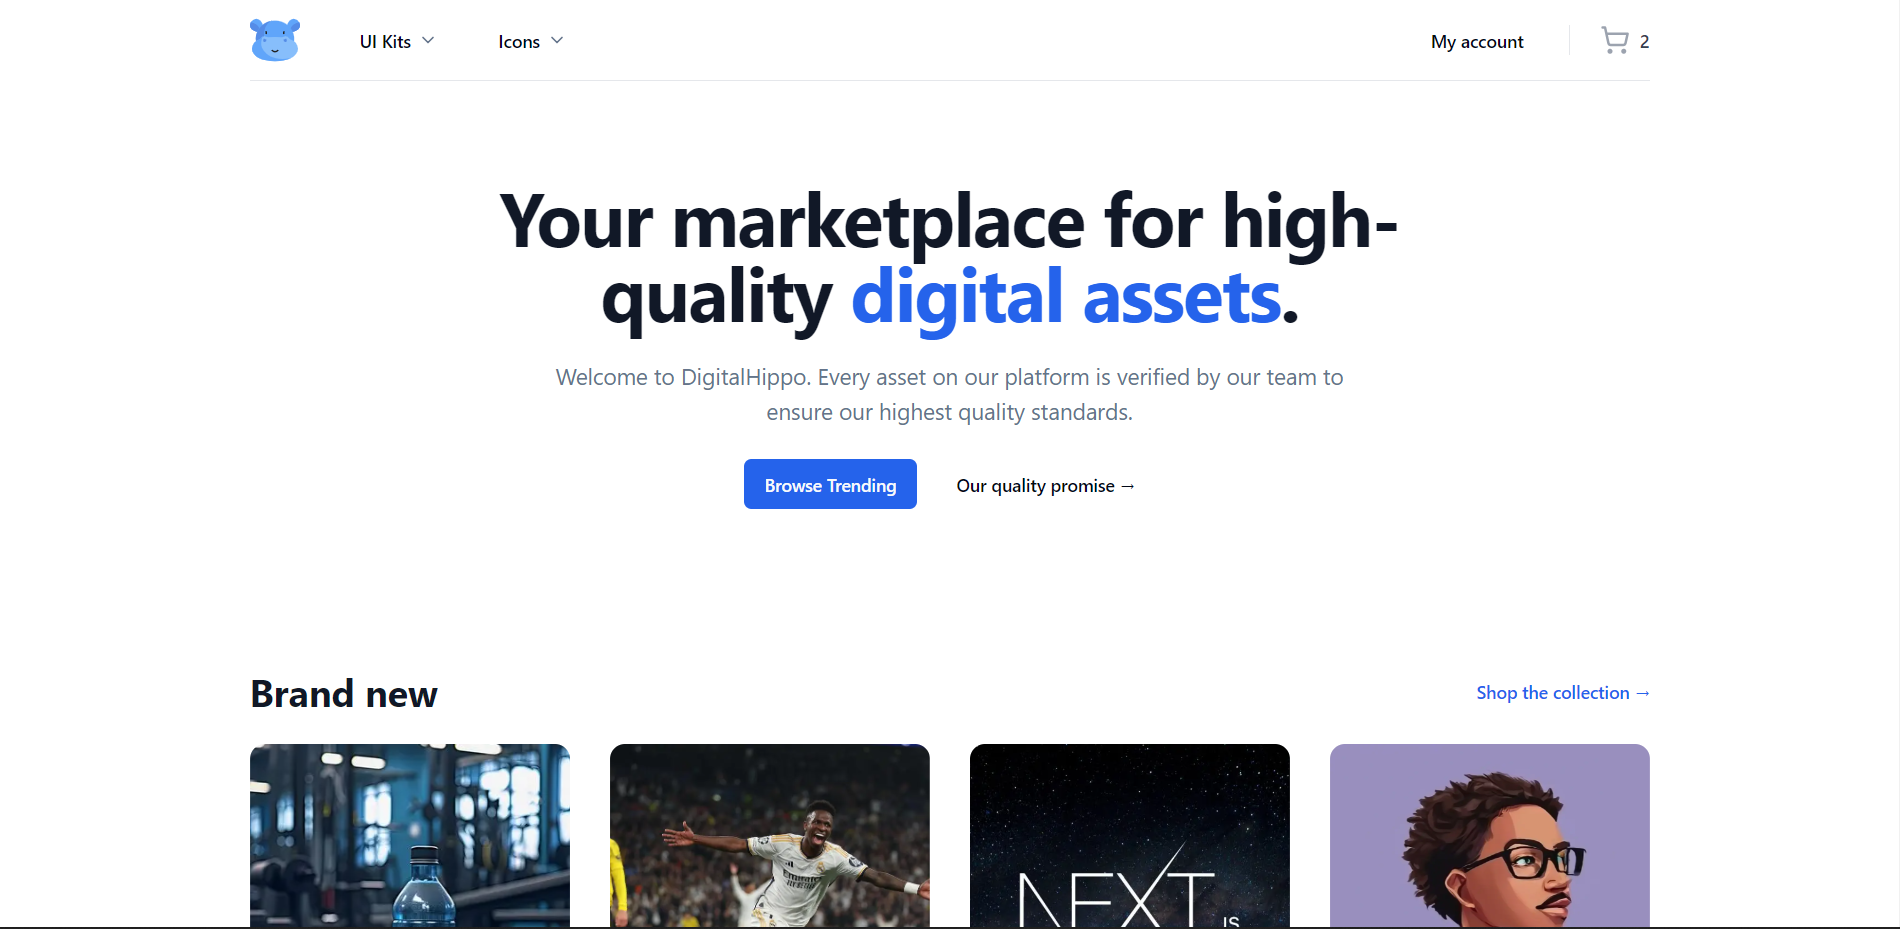 UI Kits
Icons
My account
2
Your marketplace for high-
quality digital assets.
Welcome to DigitalHippo. Every asset on our platform is verified by our team to
ensure our highest quality standards.
Browse Trending
Our quality promise →
Brand new
Shop the collection →
Emirates
NEXT
IS